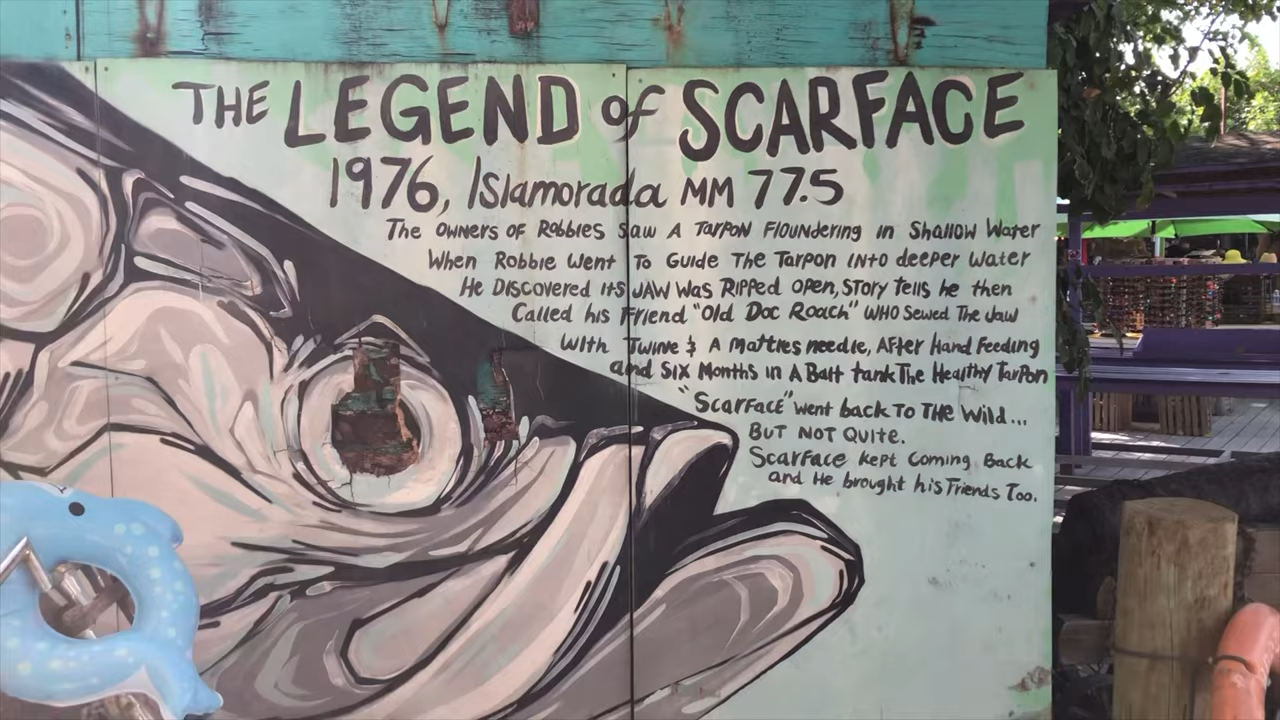 THE LEGEND of SCARFACE
1976, Islamorada MM 77.5
The Owners of Robbies Saw A Tarpon Floundering in Shallow Water
When Robbie Went To Guide The Tarpon INto deeper Water
He Discovered its JAW Was Ripped open, Story tells he then
Called his Friend "Old Doc Roach" WHO Sewed The Jaw
With Twine & A Mattres needle, After Hand Feeding
and Six Months in A Bait tank The Healthy Tarpon
"Scarface" went back To THE Wild...
BUT NOT QUITE.
Scarface kept Coming Back
and He brought his Friends Too.